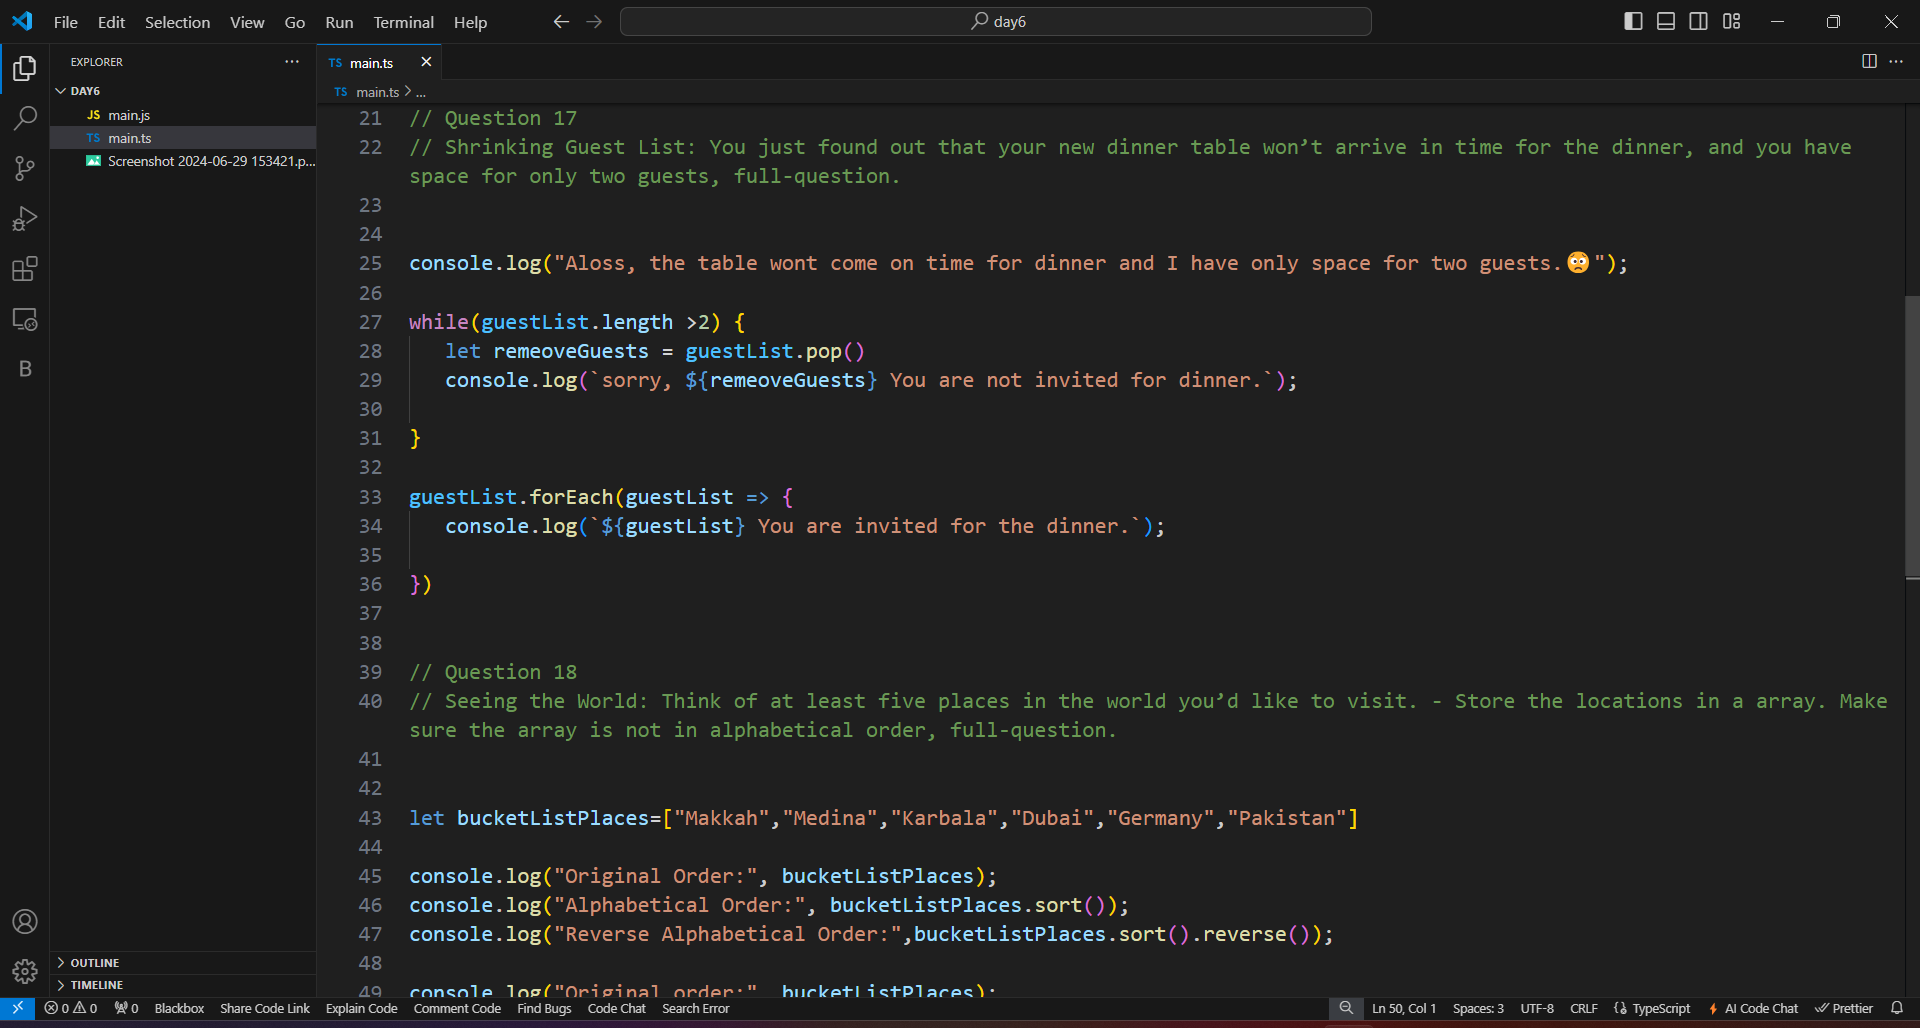 File Edit Selection View Go Run Terminal Help
day6
EXPLORER
DAY6
JS main.js
TS main.ts
Screenshot 2024-06-29 153421.p...
OUTLINE
TIMELINE
TS main.ts
TS main.ts > ...
21 // Question 17
22 // Shrinking Guest List: You just found out that your new dinner table won’t arrive in time for the dinner, and you have
space for only two guests, full-question.
23
24
25 console.log("Aloss, the table wont come on time for dinner and I have only space for two guests.😳");
26
27 while(guestList.length >2) {
28 let remeoveGuests = guestList.pop()
29 console.log(`sorry, ${remeoveGuests} You are not invited for dinner.`);
30
31 }
32
33 guestList.forEach(guestList => {
34 console.log(`${guestList} You are invited for the dinner.`);
35
36 })
37
38
39 // Question 18
40 // Seeing the World: Think of at least five places in the world you’d like to visit. - Store the locations in a array. Make
sure the array is not in alphabetical order, full-question.
41
42
43 let bucketListPlaces=["Makkah","Medina","Karbala","Dubai","Germany","Pakistan"]
44
45 console.log("Original Order:", bucketListPlaces);
46 console.log("Alphabetical Order:", bucketListPlaces.sort());
47 console.log("Reverse Alphabetical Order:",bucketListPlaces.sort().reverse());
48
49 console.log("Original order:", bucketListPlaces);
B
0 0 0 Blackbox Share Code Link Explain Code Comment Code Find Bugs Code Chat Search Error
Ln 50, Col 1 Spaces: 3 UTF-8 CRLF {} TypeScript AI Code Chat Prettier